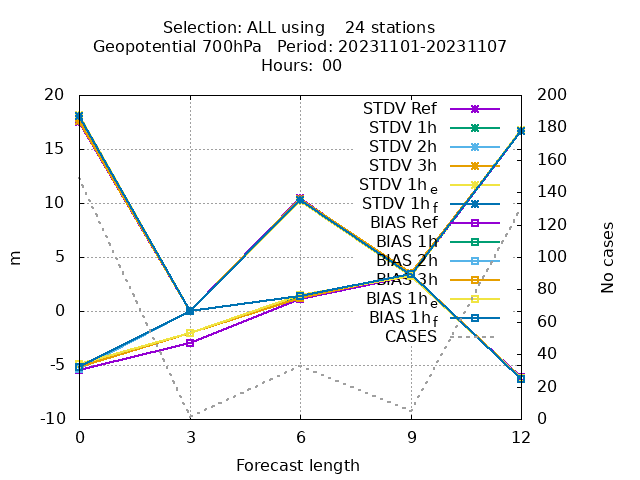 Selection: ALL using 24 stations
Geopotential 700hPa Period: 20231101-20231107
Hours: 00
20
15
10
5
0
-5
-10
200
180
160
140
120
100
80
60
40
20
0
m
No cases
STDV Ref
STDV 1h
STDV 2h
STDV 3h
STDV 1he
STDV 1hf
BIAS Ref
BIAS 1h
BIAS 2h
BIAS 3h
BIAS 1he
BIAS 1hf
CASES
0 3 6 9 12
Forecast length